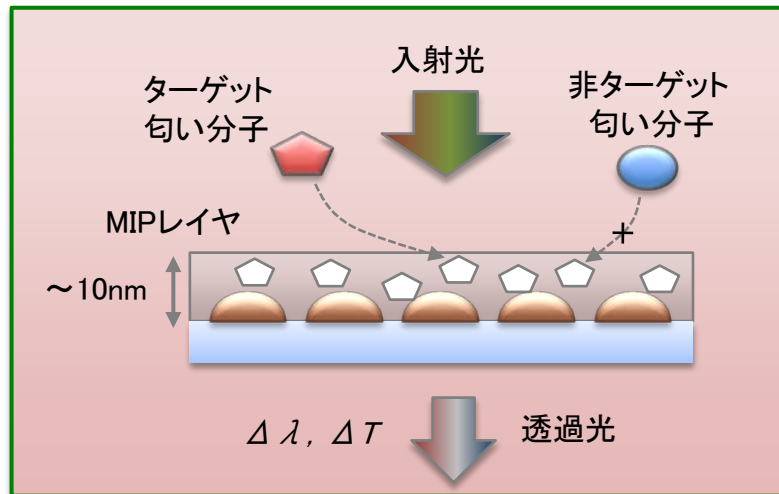 入射光
ターゲット
匂い分子
非ターゲット
匂い分子
MIPレイヤ
～10nm
Δλ, ΔT
透過光